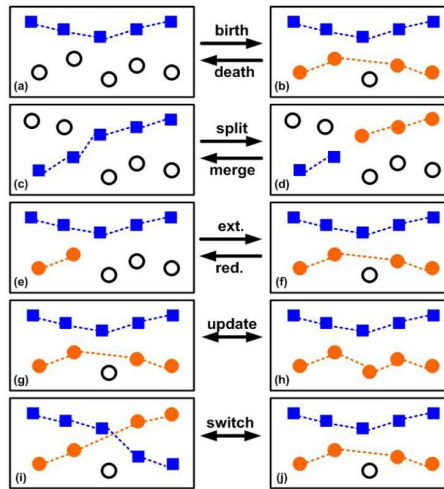 birth
death
(a)
(b)
split
merge
(c)
(d)
ext.
red.
(e)
(f)
update
(g)
(h)
switch
(i)
(j)